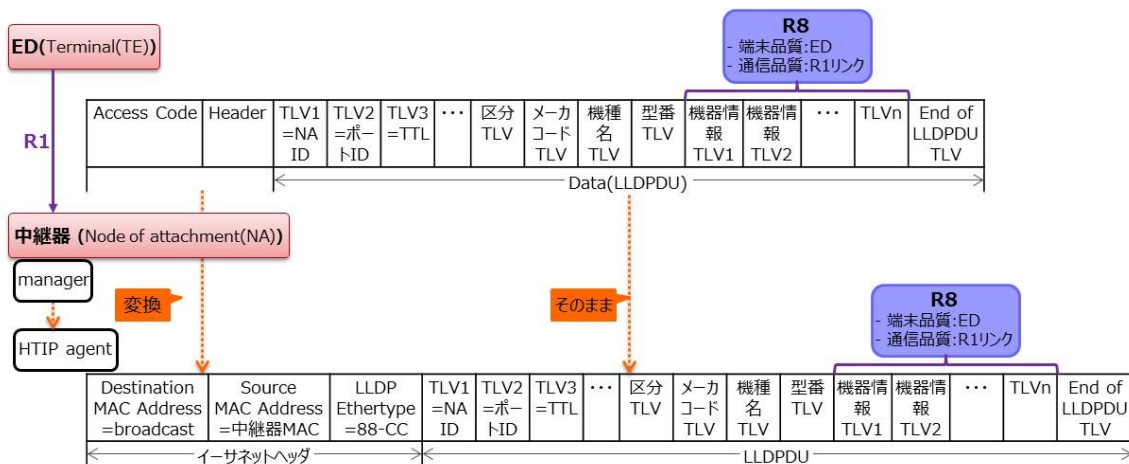 ED(Terminal(TE))
R8
- 端末品質:ED
- 通信品質:R1リンク
R1
Access Code
Header
TLV1
=NA
ID
TLV2
=ポー
トID
TLV3
=TTL
…
区分
TLV
メーカ
コード
TLV
機種
名
TLV
型番
TLV
機器情
報
TLV1
機器情
報
TLV2
…
TLVn
End of
LLDPDU
TLV
Data(LLDPDU)
中継器 (Node of attachment(NA))
manager
変換
そのまま
HTIP agent
R8
- 端末品質:ED
- 通信品質:R1リンク
Destination
MAC Address
=broadcast
Source
MAC Address
=中継器MAC
LLDP
Ethertype
=88-CC
TLV1
=NA
ID
TLV2
=ポー
トID
TLV3
=TTL
…
区分
TLV
メーカ
コード
TLV
機種
名
TLV
型番
TLV
機器情
報
TLV1
機器情
報
TLV2
…
TLVn
End of
LLDPDU
TLV
イーサネットヘッダ
LLDPDU